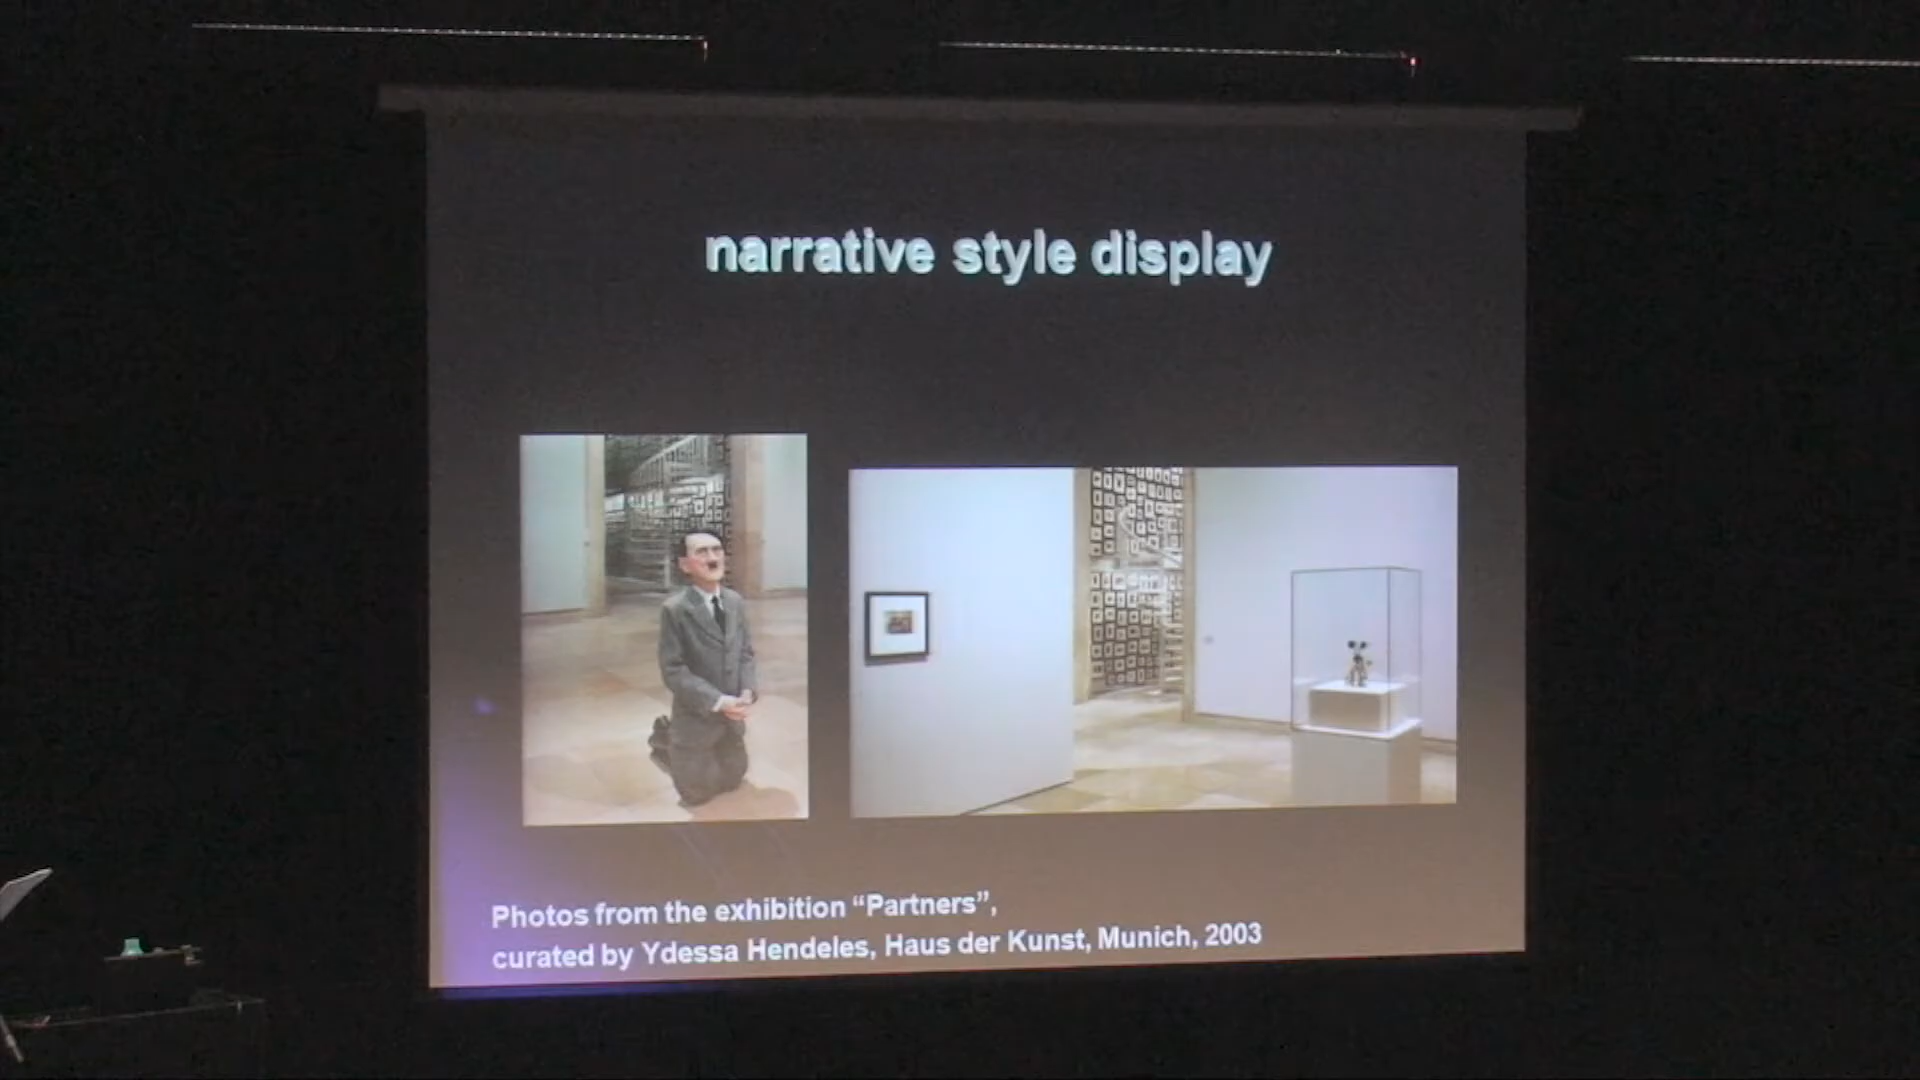 narrative style display
Photos from the exhibition “Partners”,
curated by Ydessa Hendeles, Haus der Kunst, Munich, 2003